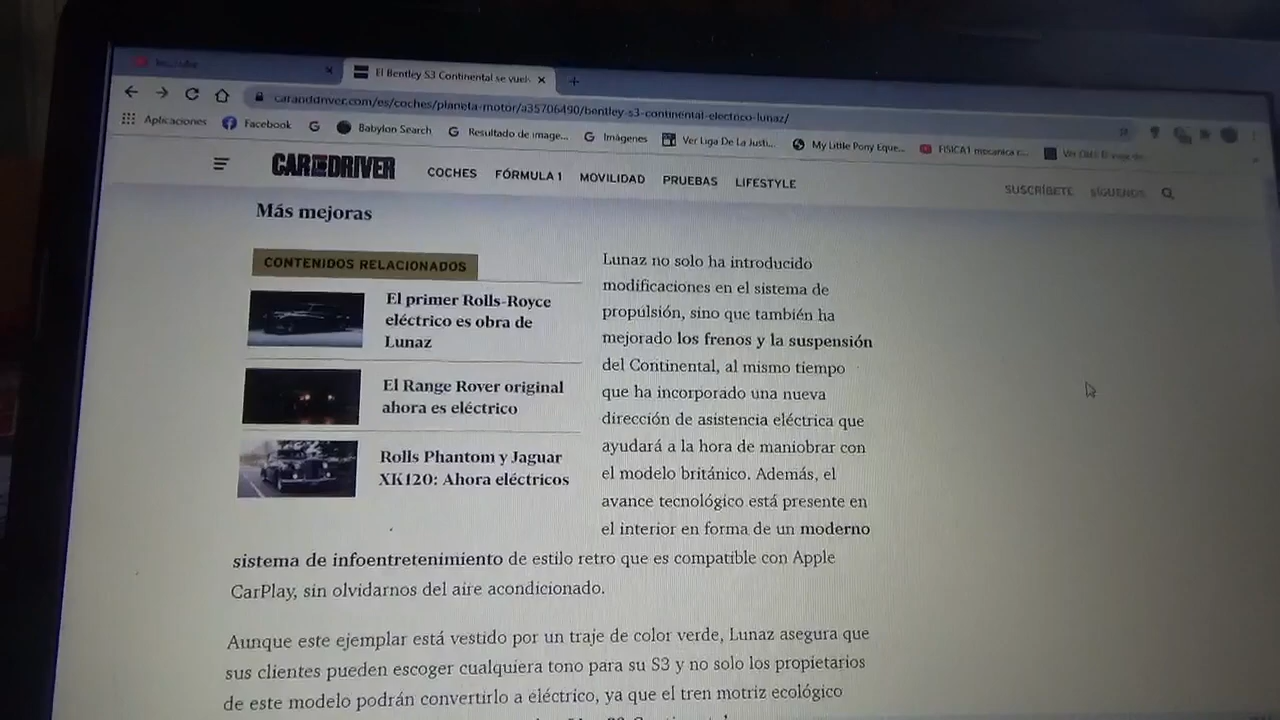 El Bentley S3 Continental se vuel
caranddriver.com/es/coches/planeta-motor/a35706490/bentley-s3-continental-electrico-lunaz/
Aplicaciones Facebook Babylon Search Resultado de image... Imágenes Ver Liga De La Justi... My Little Pony Eque... FISICA1 mecanica c...
CAR AND DRIVER COCHES FÓRMULA 1 MOVILIDAD PRUEBAS LIFESTYLE SUSCRÍBETE SÍGUENOS
Más mejoras
CONTENIDOS RELACIONADOS
El primer Rolls-Royce
eléctrico es obra de
Lunaz
El Range Rover original
ahora es eléctrico
Rolls Phantom y Jaguar
XK120: Ahora eléctricos
Lunaz no solo ha introducido
modificaciones en el sistema de
propulsión, sino que también ha
mejorado los frenos y la suspensión
del Continental, al mismo tiempo
que ha incorporado una nueva
dirección de asistencia eléctrica que
ayudará a la hora de maniobrar con
el modelo británico. Además, el
avance tecnológico está presente en
el interior en forma de un moderno
sistema de infoentretenimiento de estilo retro que es compatible con Apple
CarPlay, sin olvidarnos del aire acondicionado.
Aunque este ejemplar está vestido por un traje de color verde, Lunaz asegura que
sus clientes pueden escoger cualquiera tono para su S3 y no solo los propietarios
de este modelo podrán convertirlo a eléctrico, ya que el tren motriz ecológico